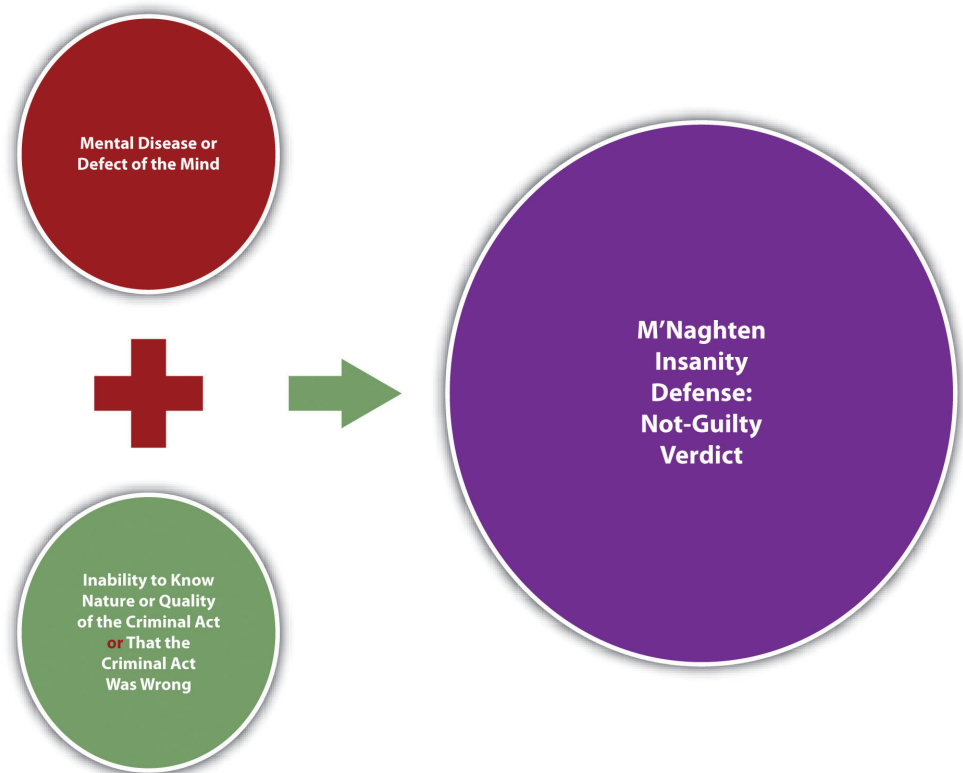 Mental Disease or
Defect of the Mind
Inability to Know
Nature or Quality
of the Criminal Act
or That the
Criminal Act
Was Wrong
M’Naghten
Insanity
Defense:
Not-Guilty
Verdict